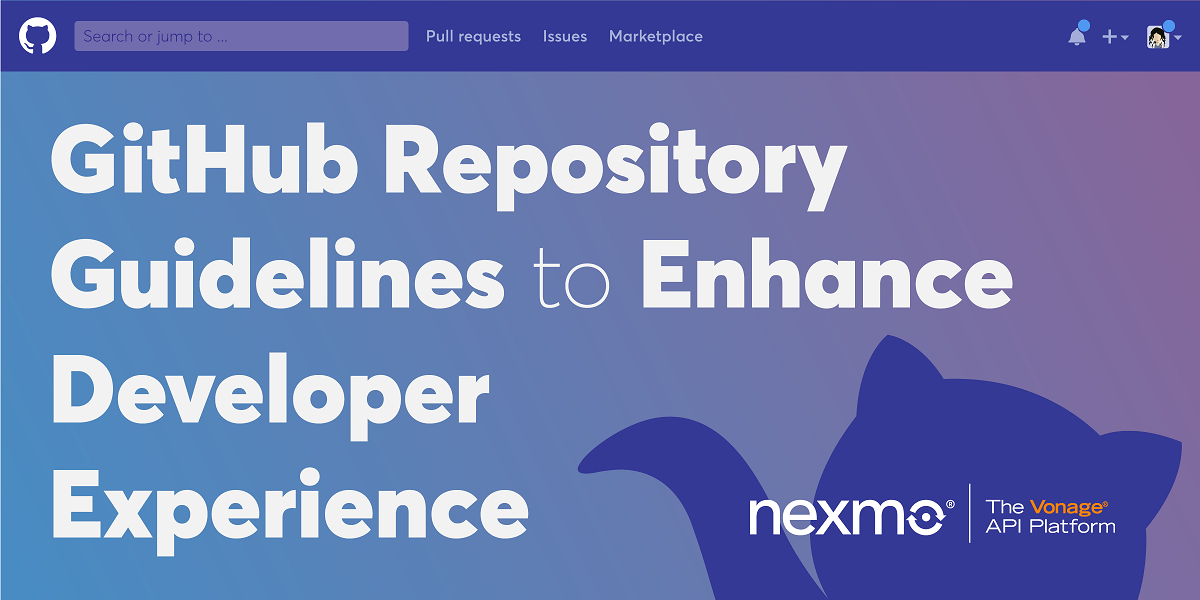 Search or jump to ...
Pull requests
Issues
Marketplace
GitHub Repository
Guidelines to Enhance
Developer
Experience
nexmo®
The Vonage®
API Platform